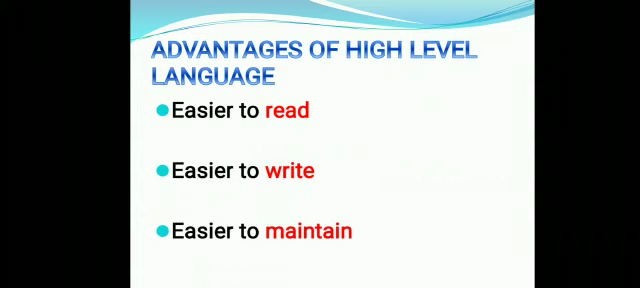 ADVANTAGES OF HIGH LEVEL
LANGUAGE
Easier to read
Easier to write
Easier to maintain